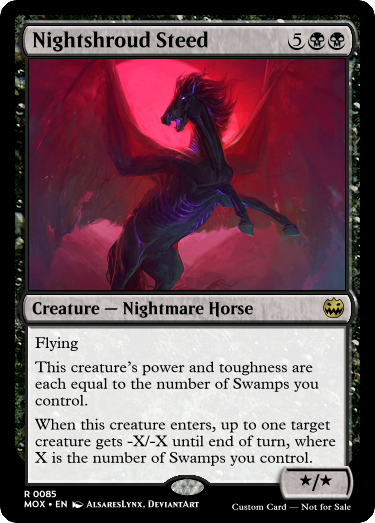 Nightshroud Steed 5
Creature — Nightmare Horse
Flying
This creature's power and toughness are
each equal to the number of Swamps you
control.
When this creature enters, up to one target
creature gets -X/-X until end of turn, where
X is the number of Swamps you control.
★/★
R 0085
MOX • EN AlsaresLynx, DeviantArt
Custom Card — Not for Sale